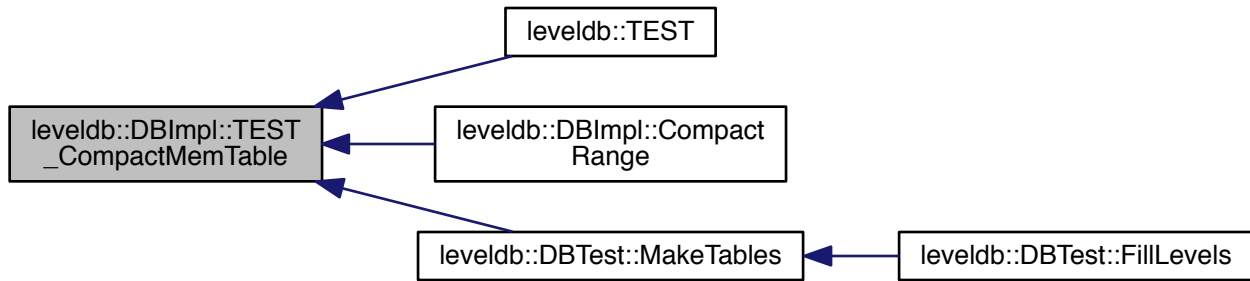 leveldb::TEST
leveldb::DBImpl::TEST
_CompactMemTable
leveldb::DBImpl::Compact
Range
leveldb::DBTest::MakeTables
leveldb::DBTest::FillLevels